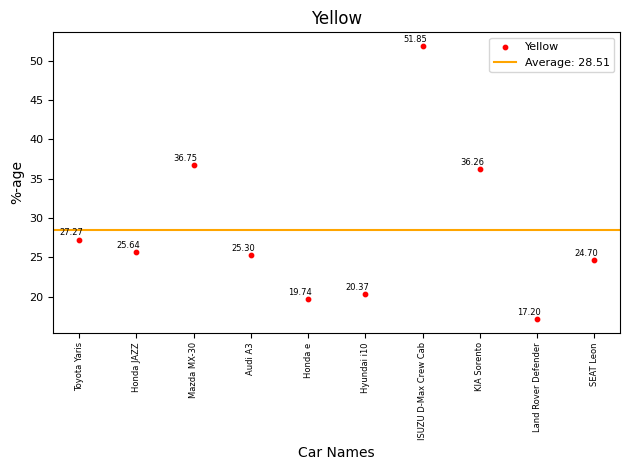 Yellow
%-age
50
45
40
35
30
25
20
Yellow
Average: 28.51
27.27
25.64
36.75
25.30
19.74
20.37
51.85
36.26
17.20
24.70
Toyota Yaris
Honda JAZZ
Mazda MX-30
Audi A3
Honda e
Hyundai i10
ISUZU D-Max Crew Cab
KIA Sorento
Land Rover Defender
SEAT Leon
Car Names